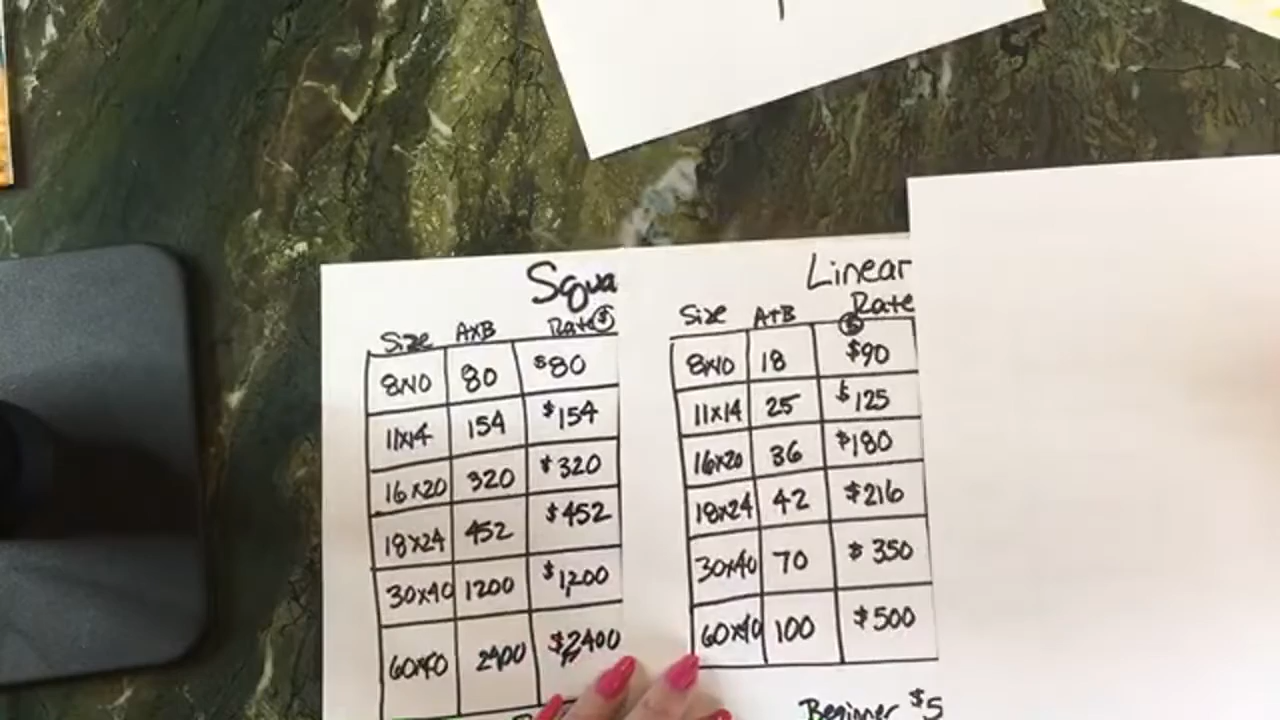 Squa
Size AxB Rate $
8x10 80 $80
11x14 154 $154
16x20 320 $320
18x24 452 $452
30x40 1200 $1,200
60x40 2400 $2400
Linear
Size A+B Rate
$
8x10 18 $90
11x14 25 $125
16x20 36 $180
18x24 42 $216
30x40 70 $350
60x40 100 $500
Beginner $5